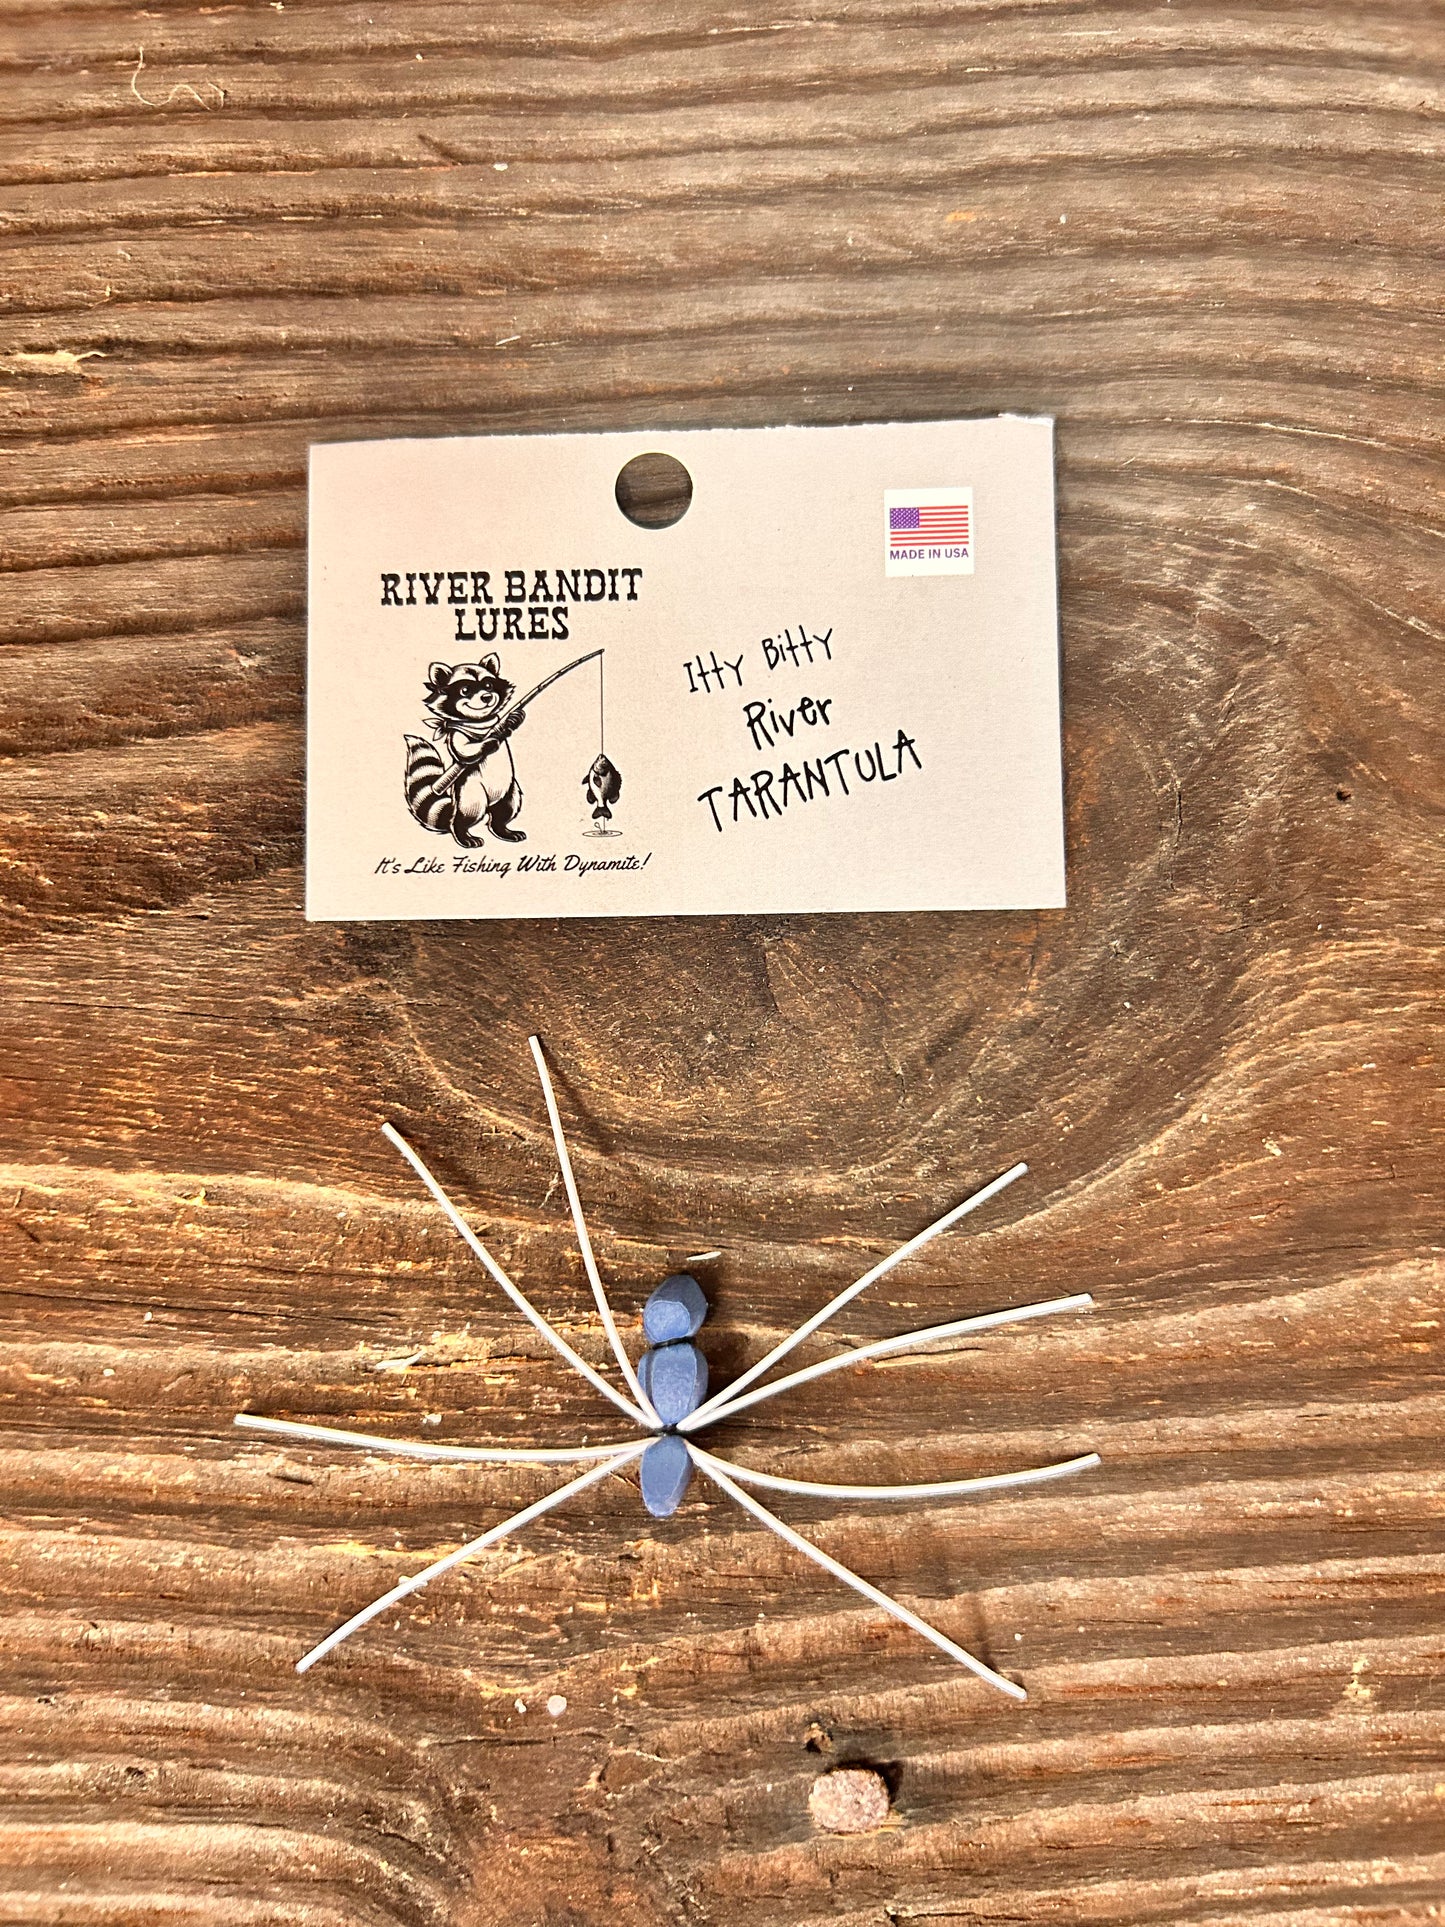 RIVER BANDIT
LURES
It's Like Fishing With Dynamite!
MADE IN USA
Itty Bitty
River
TARANTULA